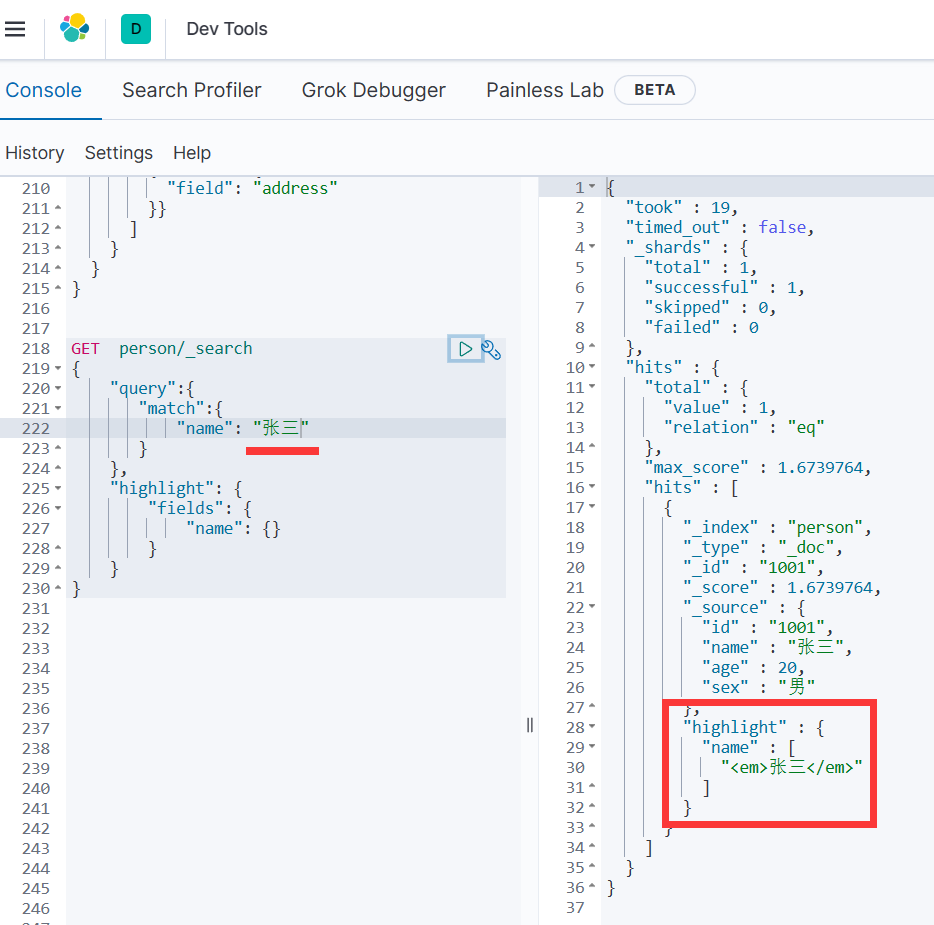 D Dev Tools
Console Search Profiler Grok Debugger Painless Lab BETA
History Settings Help
210 "field": "address"
211 }}
212 ]
213 }
214 }
215 }
216
217
218 GET person/_search
219 {
220 "query":{
221 "match":{
222 "name": "张三"
223 }
224 },
225 "highlight": {
226 "fields": {
227 "name": {}
228 }
229 }
230 }
231
232
233
234
235
236
237
238
239
240
241
242
243
244
245
246
1 {
2 "took" : 19,
3 "timed_out" : false,
4 "_shards" : {
5 "total" : 1,
6 "successful" : 1,
7 "skipped" : 0,
8 "failed" : 0
9 },
10 "hits" : {
11 "total" : {
12 "value" : 1,
13 "relation" : "eq"
14 },
15 "max_score" : 1.6739764,
16 "hits" : [
17 {
18 "_index" : "person",
19 "_type" : "_doc",
20 "_id" : "1001",
21 "_score" : 1.6739764,
22 "_source" : {
23 "id" : "1001",
24 "name" : "张三",
25 "age" : 20,
26 "sex" : "男"
27 },
28 "highlight" : {
29 "name" : [
30 "<em>张三</em>"
31 ]
32 }
33 }
34 ]
35 }
36 }
37